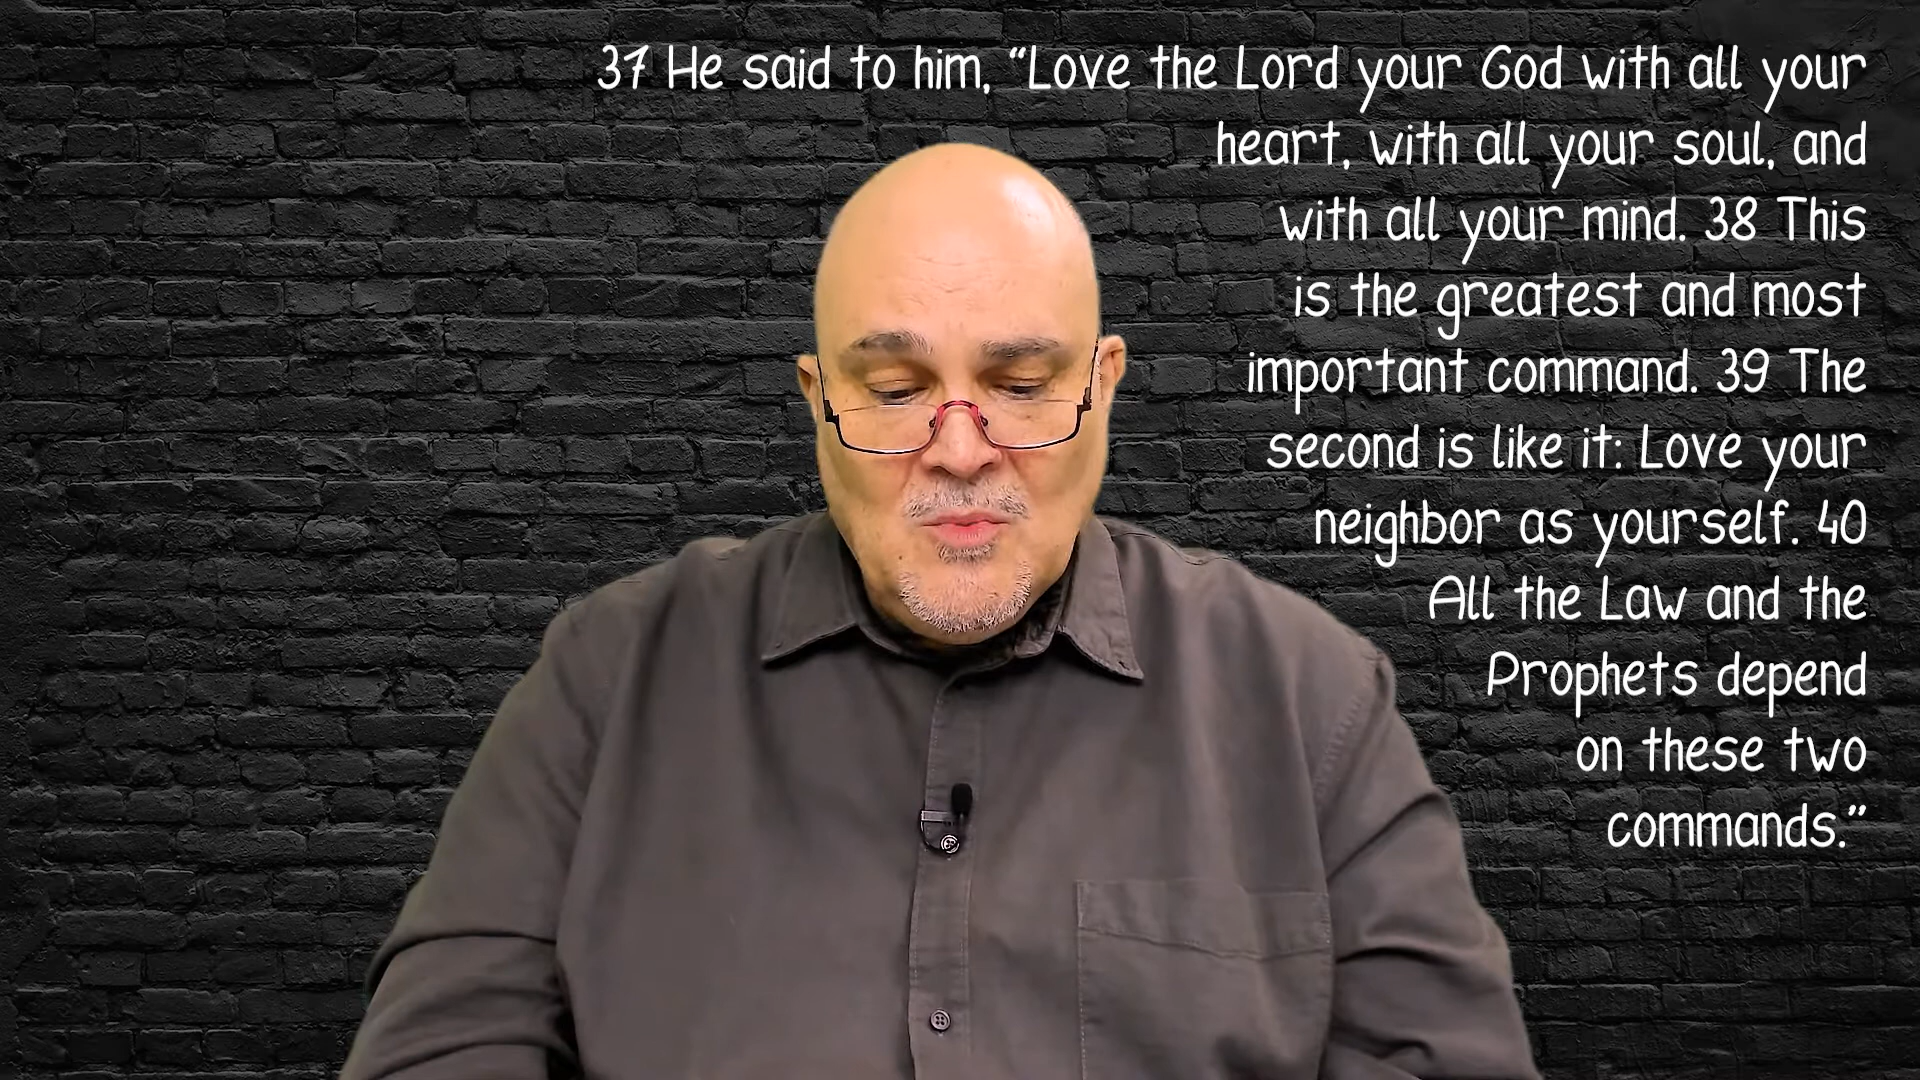 37 He said to him, “Love the Lord your God with all your
heart, with all your soul, and
with all your mind. 38 This
is the greatest and most
important command. 39 The
second is like it: Love your
neighbor as yourself. 40
All the Law and the
Prophets depend
on these two
commands.”